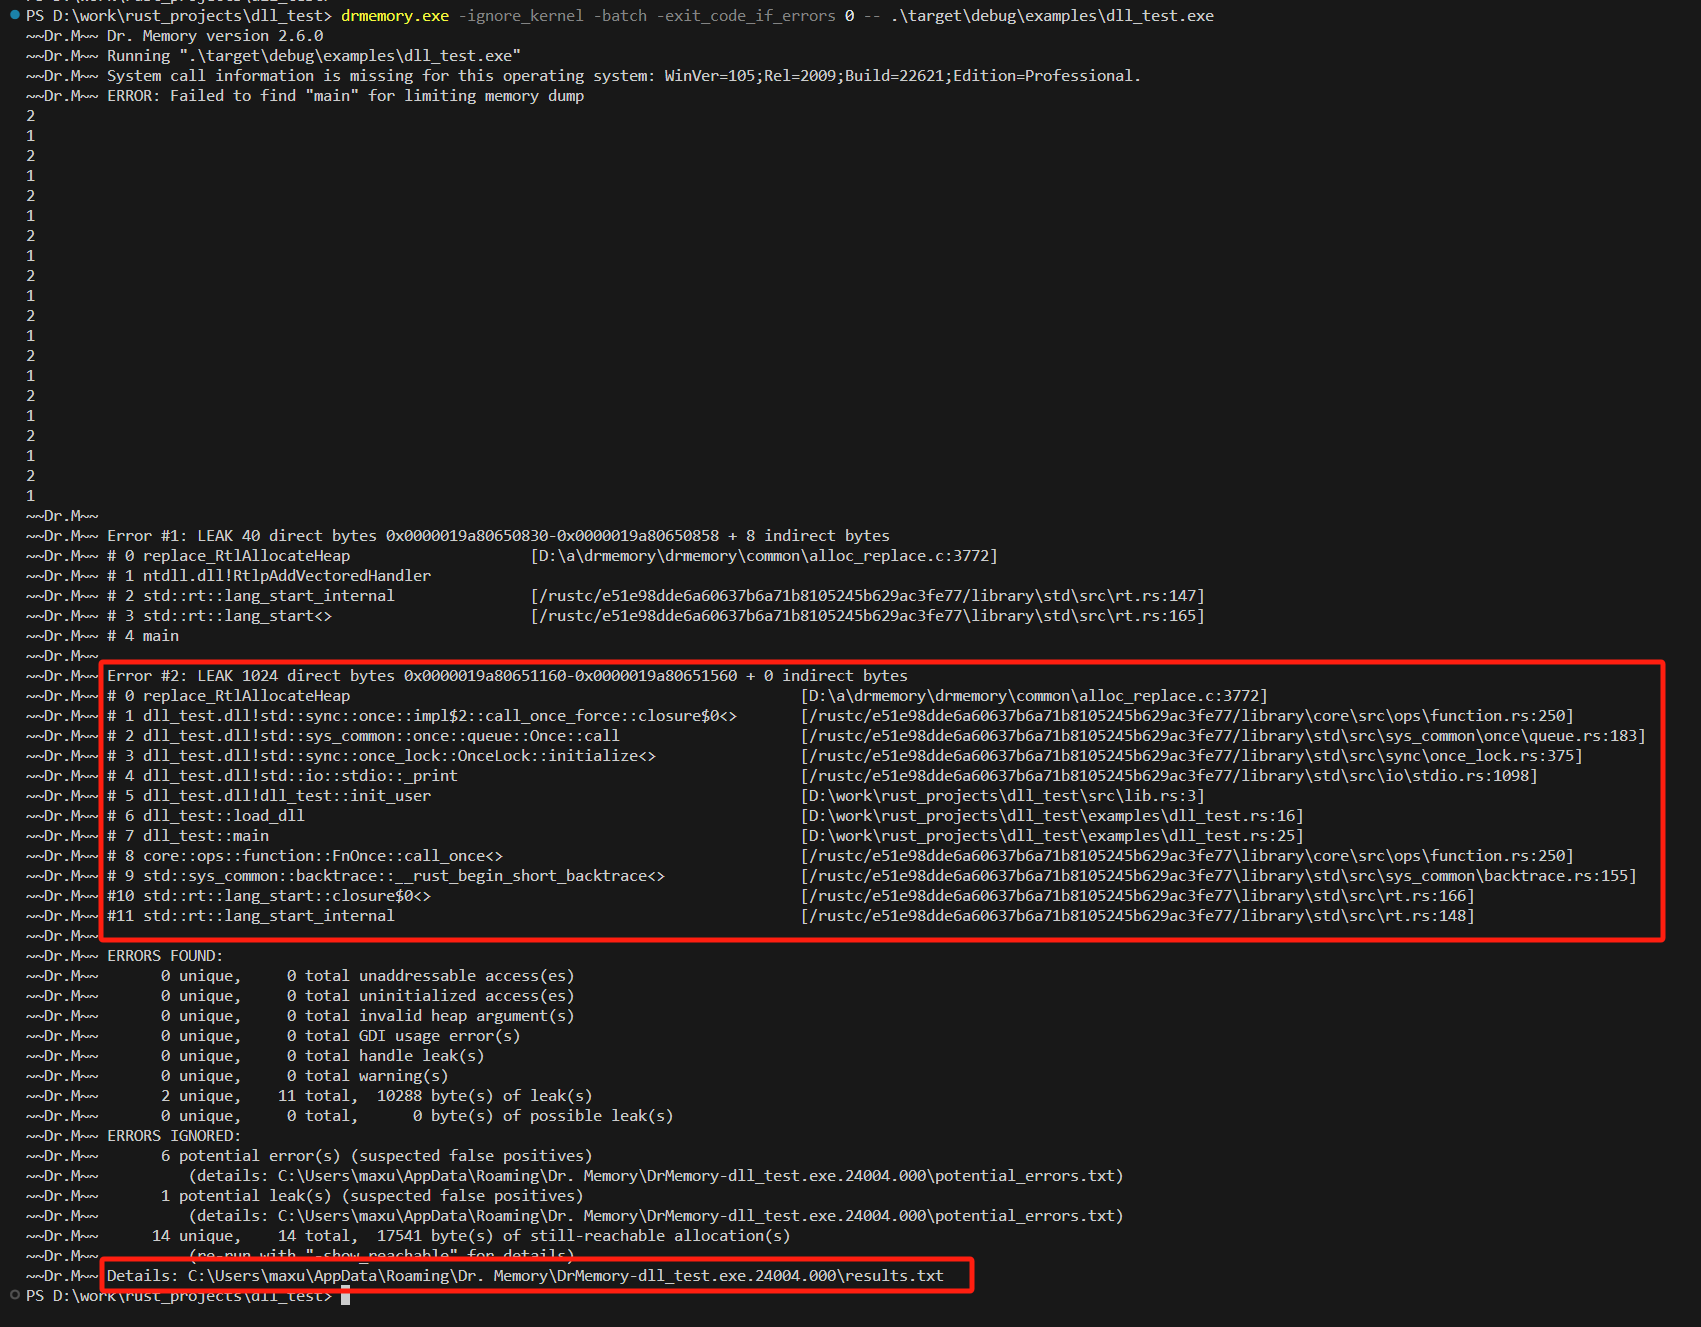 PS D:\work\rust_projects\dll_test> drmemory.exe -ignore_kernel -batch -exit_code_if_errors 0 -- .\target\debug\examples\dll_test.exe
~~Dr.M~~ Dr. Memory version 2.6.0
~~Dr.M~~ Running ".\target\debug\examples\dll_test.exe"
~~Dr.M~~ System call information is missing for this operating system: WinVer=105;Rel=2009;Build=22621;Edition=Professional.
~~Dr.M~~ ERROR: Failed to find "main" for limiting memory dump
2
1
2
1
2
1
2
1
2
1
2
1
2
1
2
1
2
1
2
1
~~Dr.M~~
~~Dr.M~~ Error #1: LEAK 40 direct bytes 0x0000019a80650830-0x0000019a80650858 + 8 indirect bytes
~~Dr.M~~ # 0 replace_RtlAllocateHeap [D:\a\drmemory\drmemory\common\alloc_replace.c:3772]
~~Dr.M~~ # 1 ntdll.dll!RtlpAddVectoredHandler
~~Dr.M~~ # 2 std::rt::lang_start_internal [/rustc/e51e98dde6a60637b6a71b8105245b629ac3fe77/library\std\src\rt.rs:147]
~~Dr.M~~ # 3 std::rt::lang_start<> [/rustc/e51e98dde6a60637b6a71b8105245b629ac3fe77\library\std\src\rt.rs:165]
~~Dr.M~~ # 4 main
~~Dr.M~~
~~Dr.M~~ Error #2: LEAK 1024 direct bytes 0x0000019a80651160-0x0000019a80651560 + 0 indirect bytes
~~Dr.M~~ # 0 replace_RtlAllocateHeap [D:\a\drmemory\drmemory\common\alloc_replace.c:3772]
~~Dr.M~~ # 1 dll_test.dll!std::sync::once::impl$2::call_once_force::closure$0<> [/rustc/e51e98dde6a60637b6a71b8105245b629ac3fe77/library\core\src\ops\function.rs:250]
~~Dr.M~~ # 2 dll_test.dll!std::sys_common::once::queue::Once::call [/rustc/e51e98dde6a60637b6a71b8105245b629ac3fe77/library\std\src\sys_common\once\queue.rs:183]
~~Dr.M~~ # 3 dll_test.dll!std::sync::once_lock::OnceLock::initialize<> [/rustc/e51e98dde6a60637b6a71b8105245b629ac3fe77/library\std\src\sync\once_lock.rs:375]
~~Dr.M~~ # 4 dll_test.dll!std::io::stdio::_print [/rustc/e51e98dde6a60637b6a71b8105245b629ac3fe77/library\std\src\io\stdio.rs:1098]
~~Dr.M~~ # 5 dll_test.dll!dll_test::init_user [D:\work\rust_projects\dll_test\src\lib.rs:3]
~~Dr.M~~ # 6 dll_test::load_dll [D:\work\rust_projects\dll_test\examples\dll_test.rs:16]
~~Dr.M~~ # 7 dll_test::main [D:\work\rust_projects\dll_test\examples\dll_test.rs:25]
~~Dr.M~~ # 8 core::ops::function::FnOnce::call_once<> [/rustc/e51e98dde6a60637b6a71b8105245b629ac3fe77\library\core\src\ops\function.rs:250]
~~Dr.M~~ # 9 std::sys_common::backtrace::__rust_begin_short_backtrace<> [/rustc/e51e98dde6a60637b6a71b8105245b629ac3fe77\library\std\src\sys_common\backtrace.rs:155]
~~Dr.M~~ #10 std::rt::lang_start::closure$0<> [/rustc/e51e98dde6a60637b6a71b8105245b629ac3fe77\library\std\src\rt.rs:166]
~~Dr.M~~ #11 std::rt::lang_start_internal [/rustc/e51e98dde6a60637b6a71b8105245b629ac3fe77/library\std\src\rt.rs:148]
~~Dr.M~~
~~Dr.M~~ ERRORS FOUND:
~~Dr.M~~ 0 unique, 0 total unaddressable access(es)
~~Dr.M~~ 0 unique, 0 total uninitialized access(es)
~~Dr.M~~ 0 unique, 0 total invalid heap argument(s)
~~Dr.M~~ 0 unique, 0 total GDI usage error(s)
~~Dr.M~~ 0 unique, 0 total handle leak(s)
~~Dr.M~~ 0 unique, 0 total warning(s)
~~Dr.M~~ 2 unique, 11 total, 10288 byte(s) of leak(s)
~~Dr.M~~ 0 unique, 0 total, 0 byte(s) of possible leak(s)
~~Dr.M~~ ERRORS IGNORED:
~~Dr.M~~ 6 potential error(s) (suspected false positives)
~~Dr.M~~ (details: C:\Users\maxu\AppData\Roaming\Dr. Memory\DrMemory-dll_test.exe.24004.000\potential_errors.txt)
~~Dr.M~~ 1 potential leak(s) (suspected false positives)
~~Dr.M~~ (details: C:\Users\maxu\AppData\Roaming\Dr. Memory\DrMemory-dll_test.exe.24004.000\potential_errors.txt)
~~Dr.M~~ 14 unique, 14 total, 17541 byte(s) of still-reachable allocation(s)
~~Dr.M~~ (re-run with "-show_reachable" for details)
~~Dr.M~~ Details: C:\Users\maxu\AppData\Roaming\Dr. Memory\DrMemory-dll_test.exe.24004.000\results.txt
PS D:\work\rust_projects\dll_test>